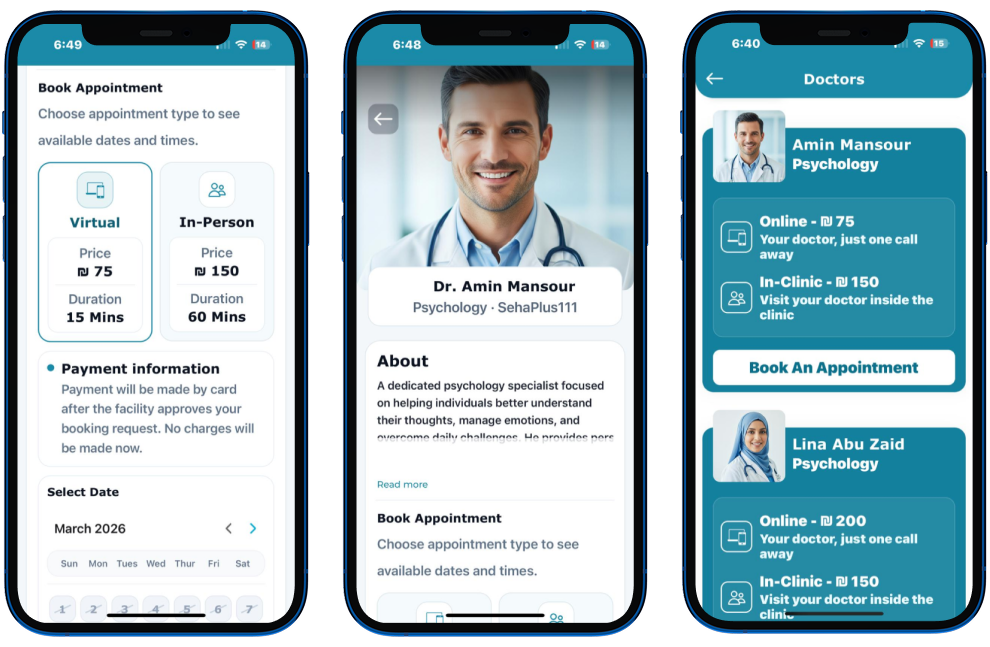 6:49
14
Book Appointment
Choose appointment type to see
available dates and times.
Virtual
Price
₪ 75
Duration
15 Mins
In-Person
Price
₪ 150
Duration
60 Mins
Payment information
Payment will be made by card
after the facility approves your
booking request. No charges will
be made now.
Select Date
March 2026
Sun Mon Tues Wed Thur Fri Sat
1 2 3 4 5 6 7
6:48
14
Dr. Amin Mansour
Psychology · SehaPlus111
About
A dedicated psychology specialist focused
on helping individuals better understand
their thoughts, manage emotions, and
overcome daily challenges. He provides pers
Read more
Book Appointment
Choose appointment type to see
available dates and times.
6:40
15
Doctors
Amin Mansour
Psychology
Online - ₪ 75
Your doctor, just one call
away
In-Clinic - ₪ 150
Visit your doctor inside the
clinic
Book An Appointment
Lina Abu Zaid
Psychology
Online - ₪ 200
Your doctor, just one call
away
In-Clinic - ₪ 150
Visit your doctor inside the
clinic